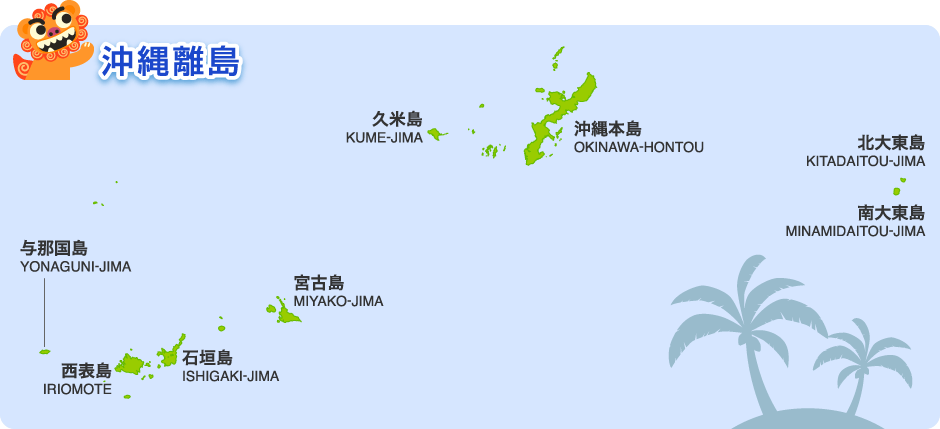 沖縄離島
久米島
KUME-JIMA
沖縄本島
OKINAWA-HONTOU
北大東島
KITADAITOU-JIMA
南大東島
MINAMIDAITOU-JIMA
与那国島
YONAGUNI-JIMA
宮古島
MIYAKO-JIMA
西表島
IRIOMOTE
石垣島
ISHIGAKI-JIMA